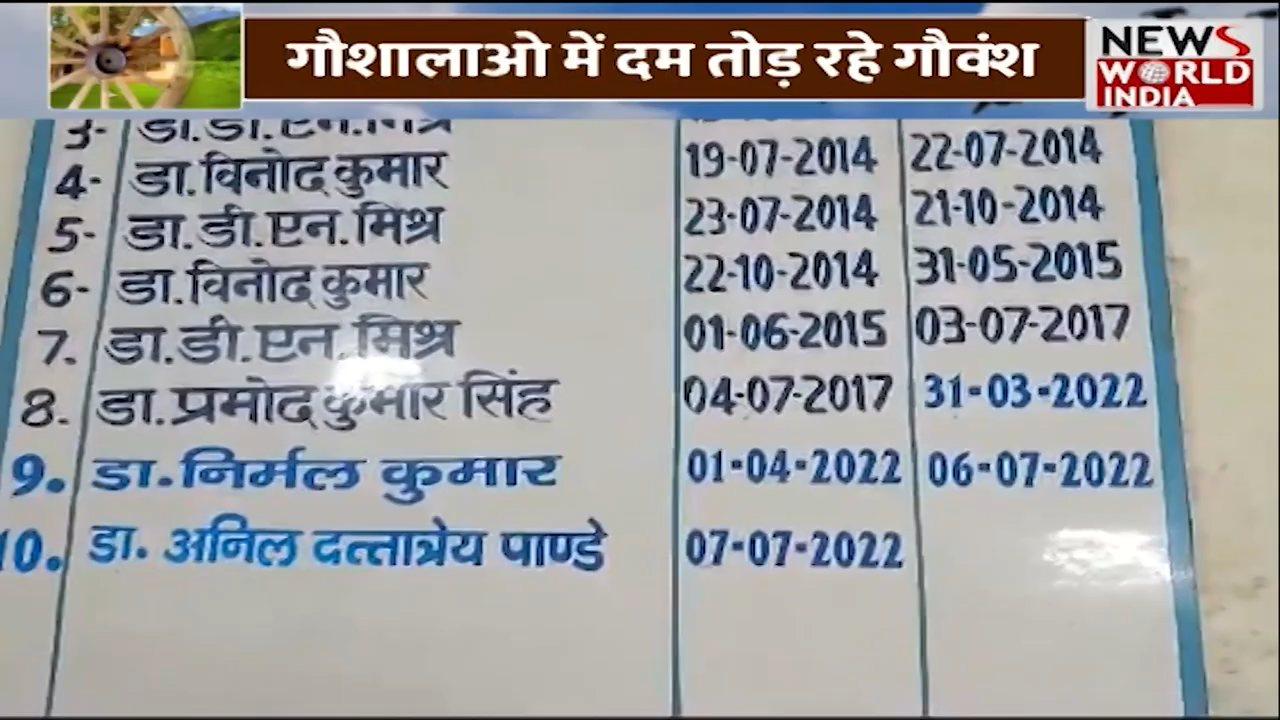 गौशालाओ में दम तोड़ रहे गौवंश
NEWS
WORLD
INDIA
3- डा.डी.एन.मिश्र
4- डा.विनोद कुमार 19-07-2014 22-07-2014
5- डा.डी.एन.मिश्र 23-07-2014 21-10-2014
6- डा.विनोद कुमार 22-10-2014 31-05-2015
7. डा.डी.एन.मिश्र 01-06-2015 03-07-2017
8. डा.प्रमोद कुमार सिंह 04-07-2017 31-03-2022
9. डा.निर्मल कुमार 01-04-2022 06-07-2022
10. डा. अनिल दत्तात्रेय पाण्डे 07-07-2022